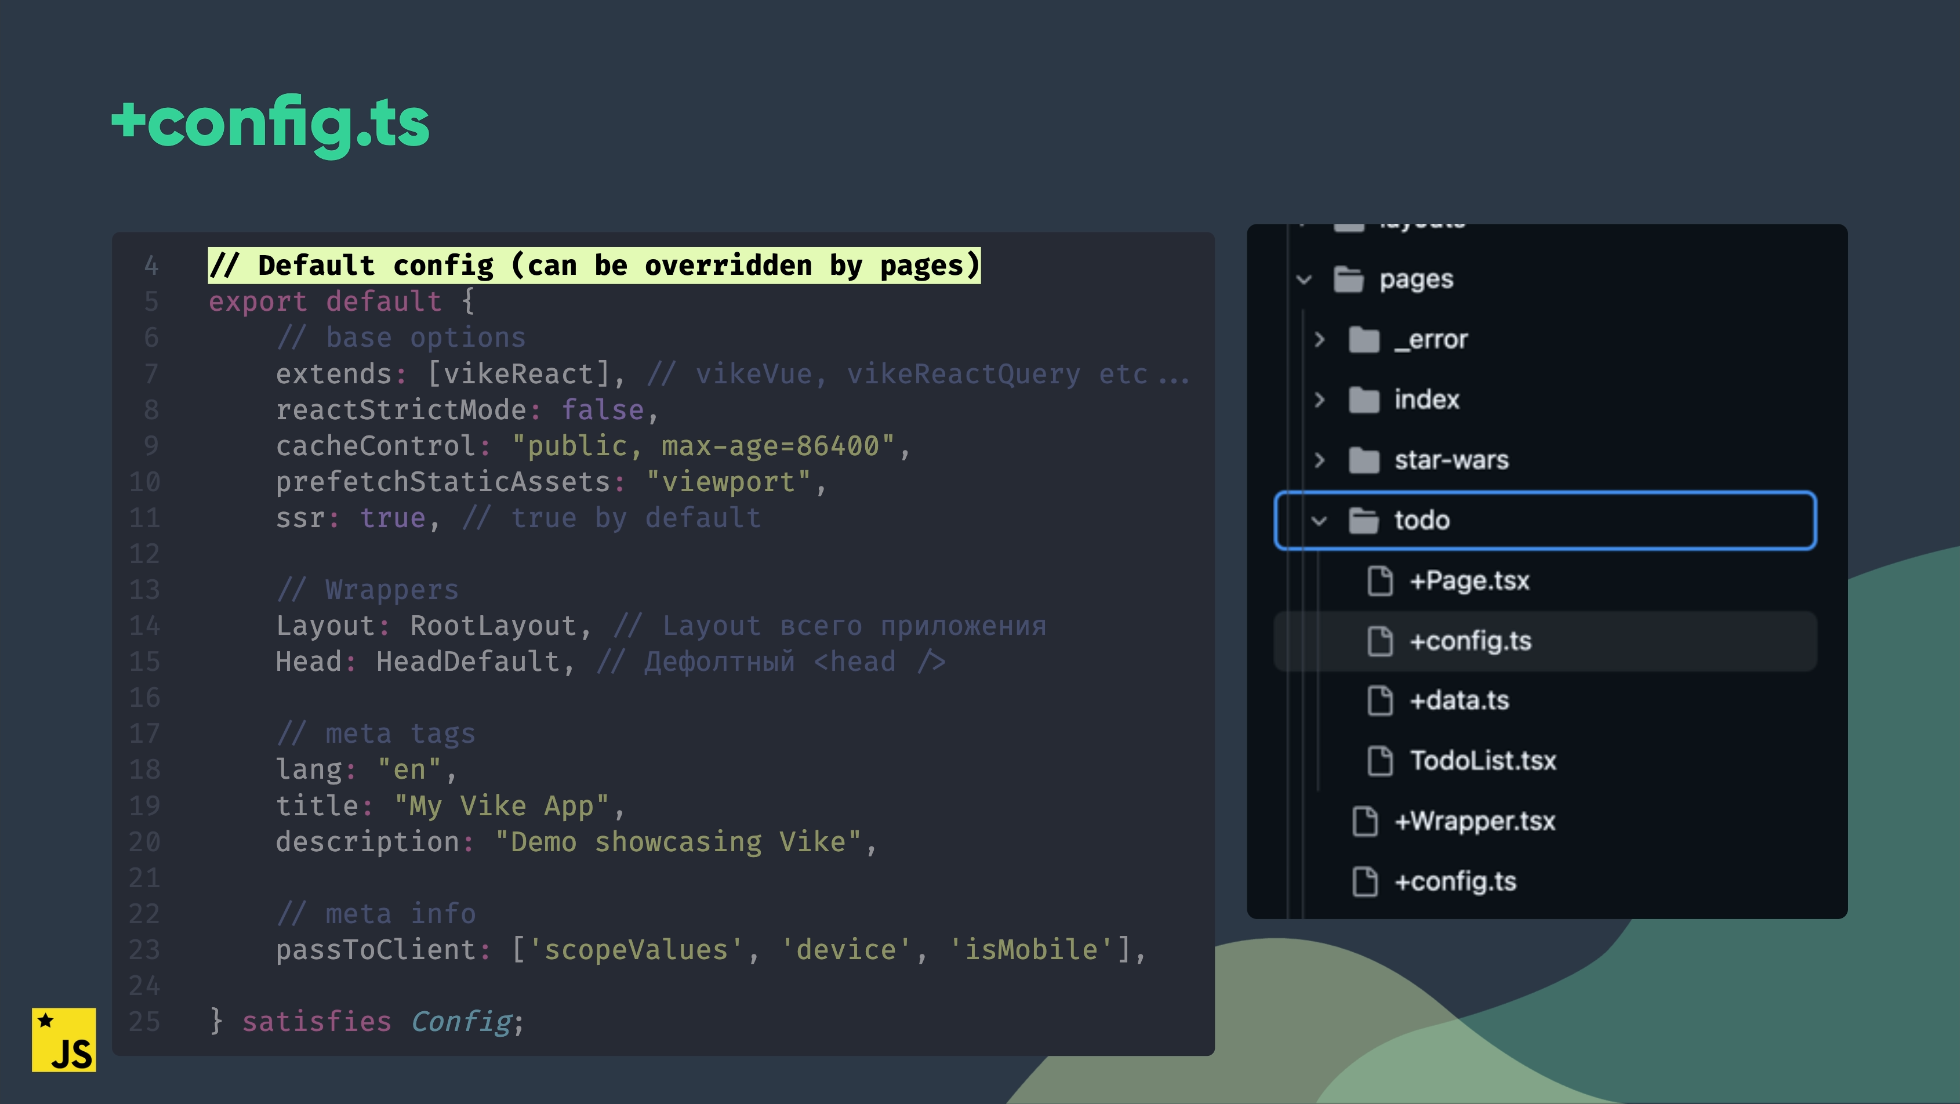 +config.ts
4 // Default config (can be overridden by pages)
5 export default {
6 // base options
7 extends: [vikeReact], // vikeVue, vikeReactQuery etc...
8 reactStrictMode: false,
9 cacheControl: "public, max-age=86400",
10 prefetchStaticAssets: "viewport",
11 ssr: true, // true by default
12
13 // Wrappers
14 Layout: RootLayout, // Layout всего приложения
15 Head: HeadDefault, // Дефолтный <head />
16
17 // meta tags
18 lang: "en",
19 title: "My Vike App",
20 description: "Demo showcasing Vike",
21
22 // meta info
23 passToClient: ['scopeValues', 'device', 'isMobile'],
24
25 } satisfies Config;
layouts
pages
_error
index
star-wars
todo
+Page.tsx
+config.ts
+data.ts
TodoList.tsx
+Wrapper.tsx
+config.ts
JS